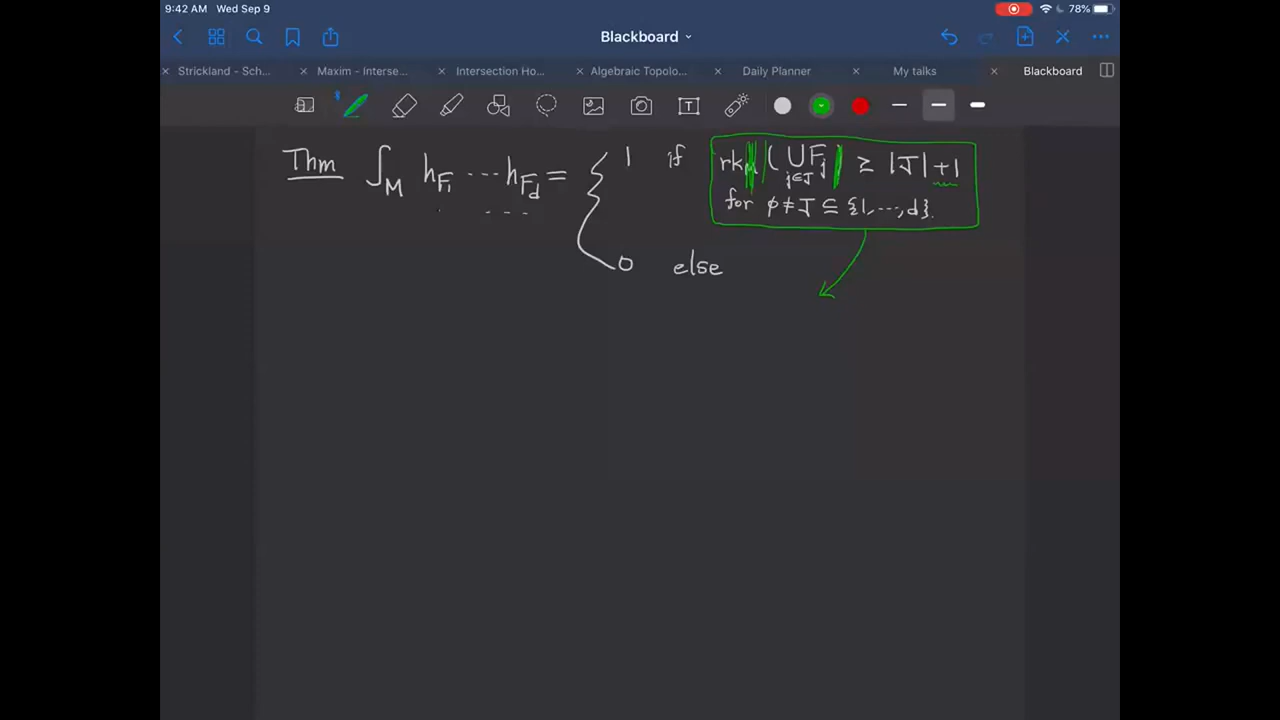 9:42 AM Wed Sep 9
78%
Blackboard
Strickland - Sch...
Maxim - Interse...
Intersection Ho...
Algebraic Topolo...
Daily Planner
My talks
Blackboard
T
Thm ∫_M h_{F_1} ⋯ h_{F_d} = { 1 if rk_M (∪_{j∈J} F_j) ≥ |J| +1
for ∅ ≠ J ⊆ {1,⋯,d}.
0 else